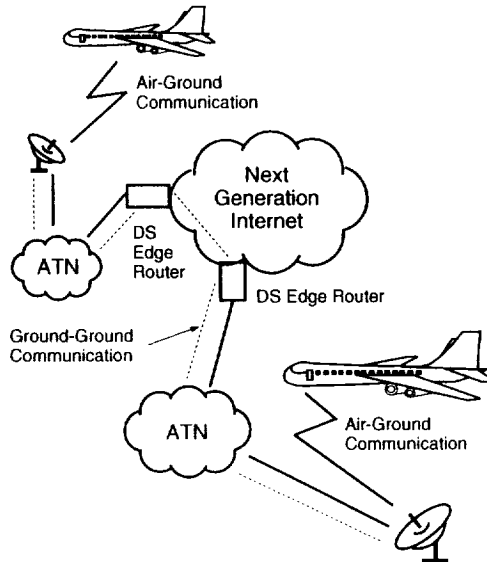 Air-Ground
Communication
Next
Generation
Internet
DS
Edge
Router
ATN
DS Edge Router
Ground-Ground
Communication
ATN
Air-Ground
Communication